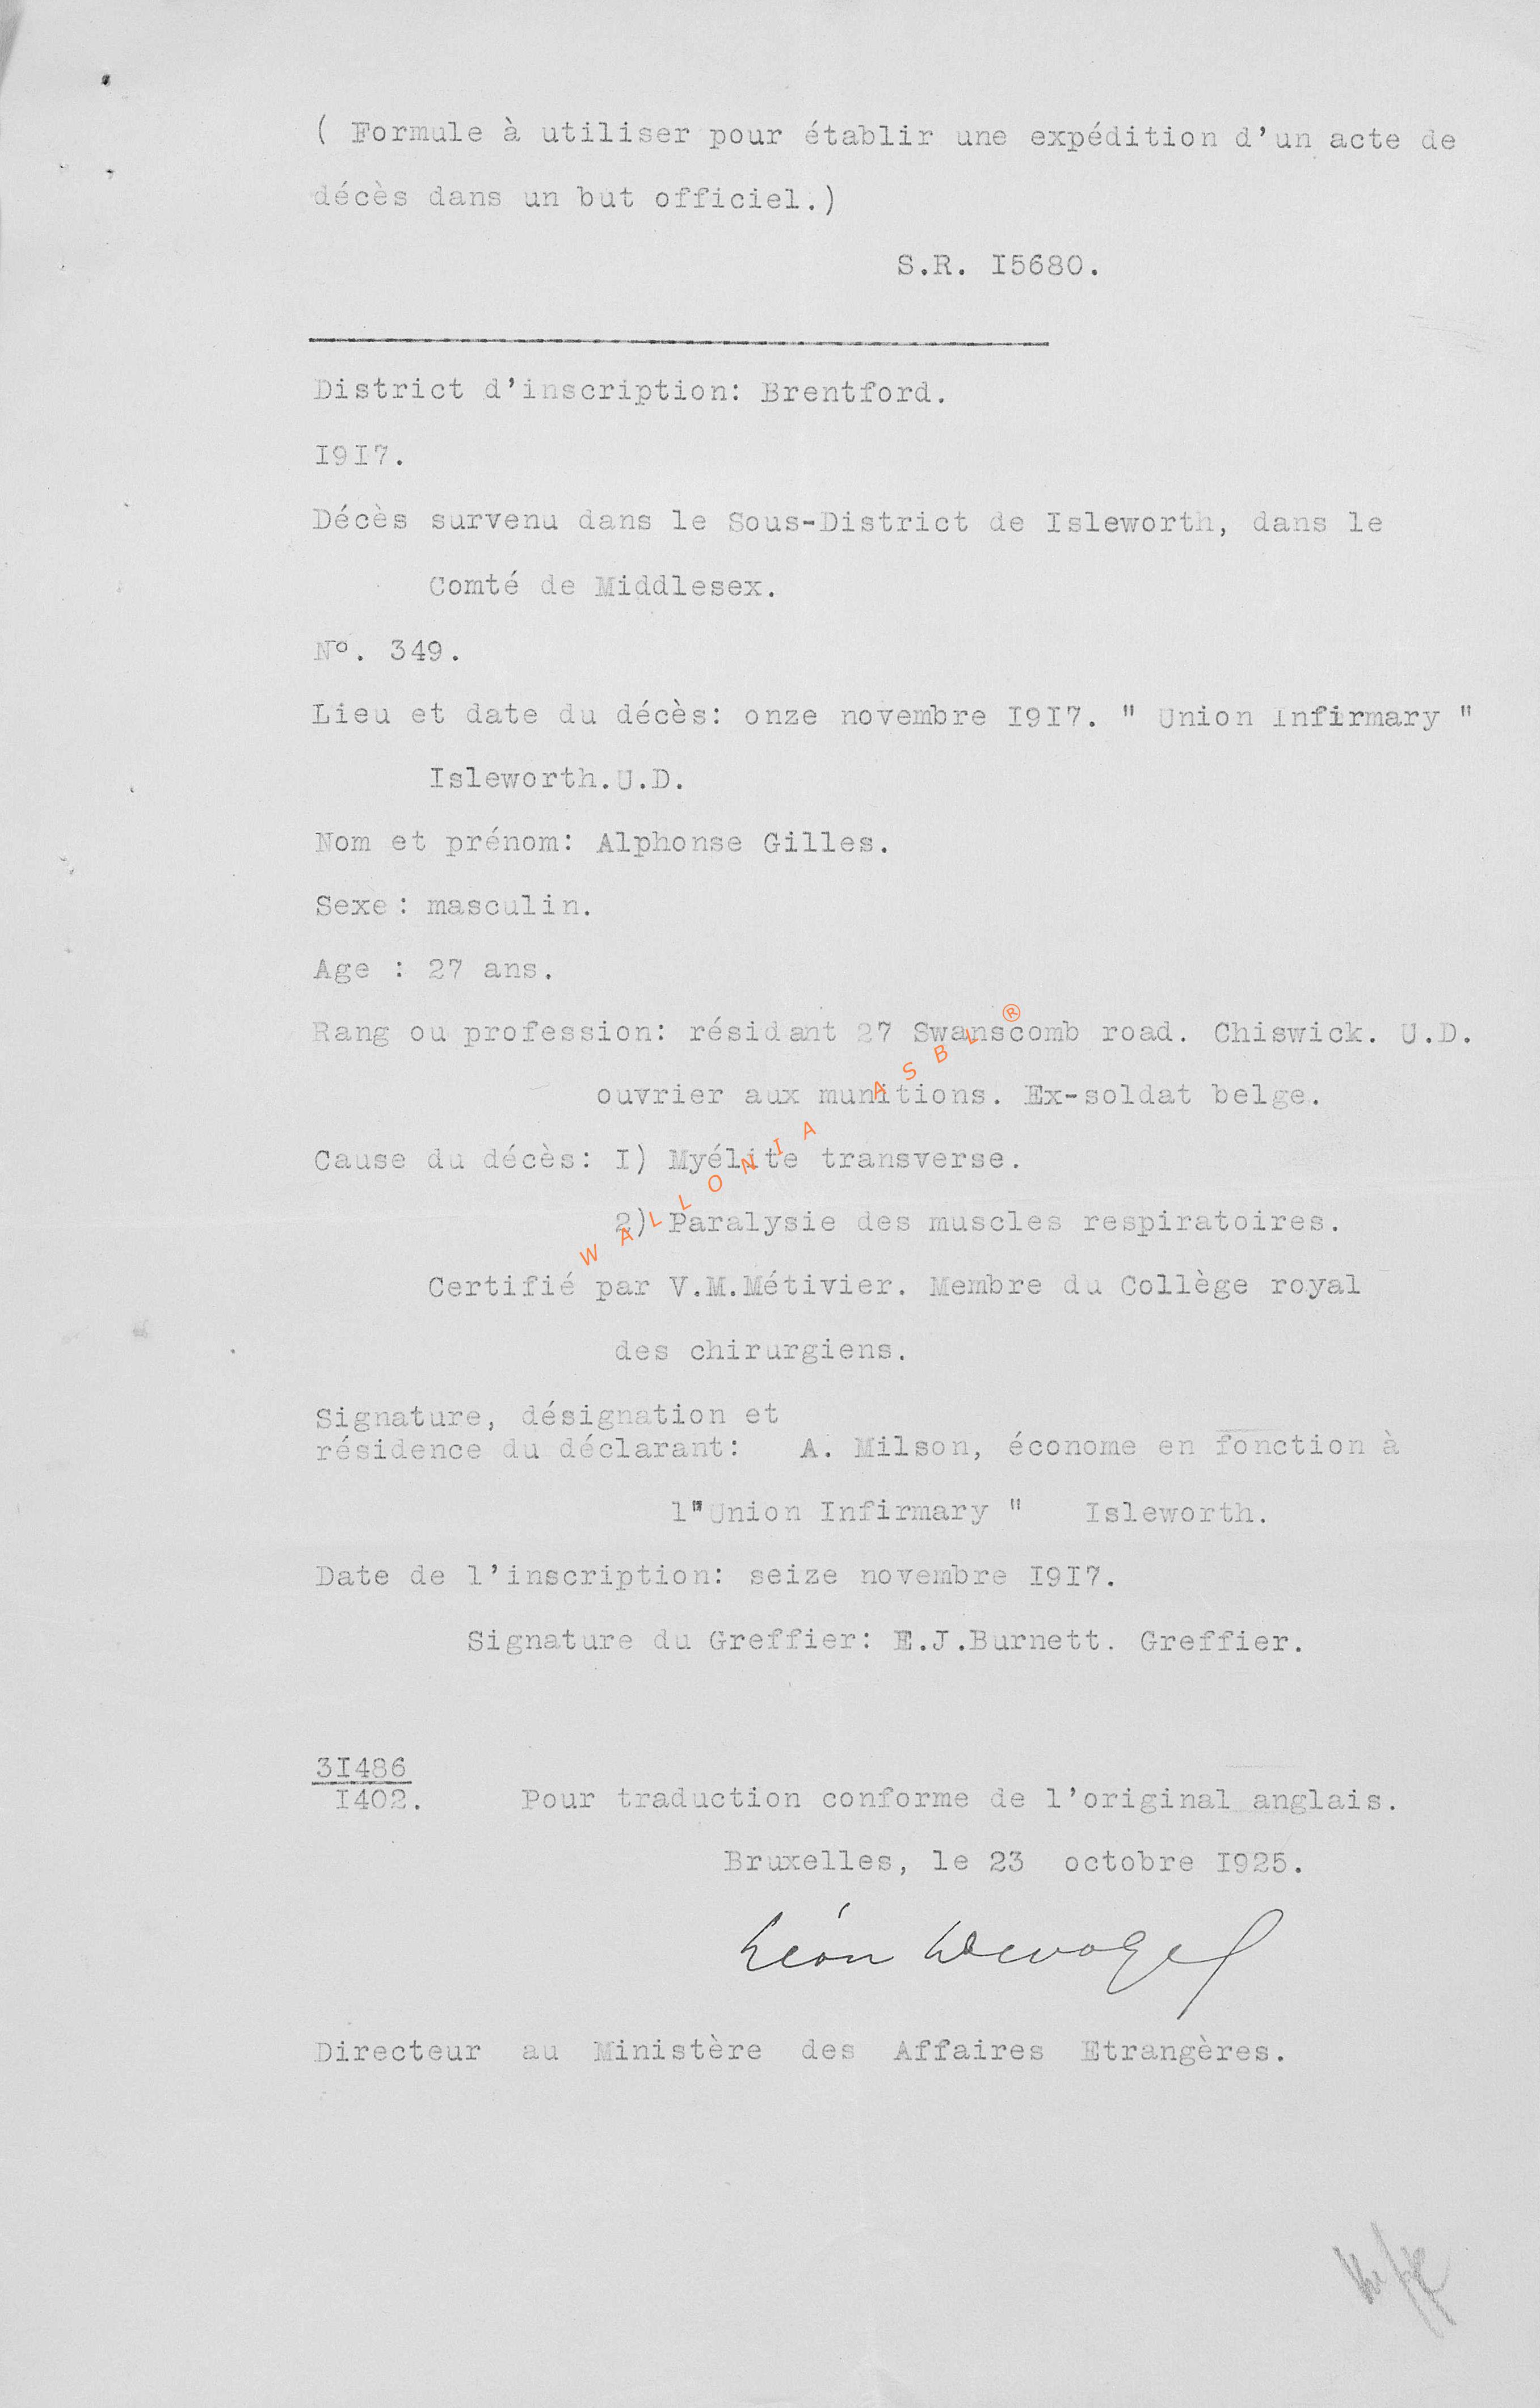 ( Formule à utiliser pour établir une expédition d'un acte de
décès dans un but officiel.)
S.R. I5680.
District d'inscription: Brentford.
I9I7.
Décès survenu dans le Sous-District de Isleworth, dans le
Comté de Middlesex.
N°. 349.
Lieu et date du décès: onze novembre I9I7. " Union Infirmary "
Isleworth.U.D.
Nom et prénom: Alphonse Gilles.
Sexe : masculin.
Age : 27 ans.
Rang ou profession: résidant 27 Swanscomb road. Chiswick. U.D.
ouvrier aux munitions. Ex-soldat belge.
Cause du décès: I) Myélite transverse.
2) Paralysie des muscles respiratoires.
WALLONIA ASBL ®
Certifié par V.M.Métivier. Membre du Collège royal
des chirurgiens.
Signature, désignation et
résidence du déclarant: A. Milson, économe en fonction à
l'"Union Infirmary " Isleworth.
Date de l'inscription: seize novembre I9I7.
Signature du Greffier: E.J.Burnett. Greffier.
3I486
I402. Pour traduction conforme de l'original anglais.
Bruxelles, le 23 octobre I925.
Léon
Directeur au Ministère des Affaires Etrangères.